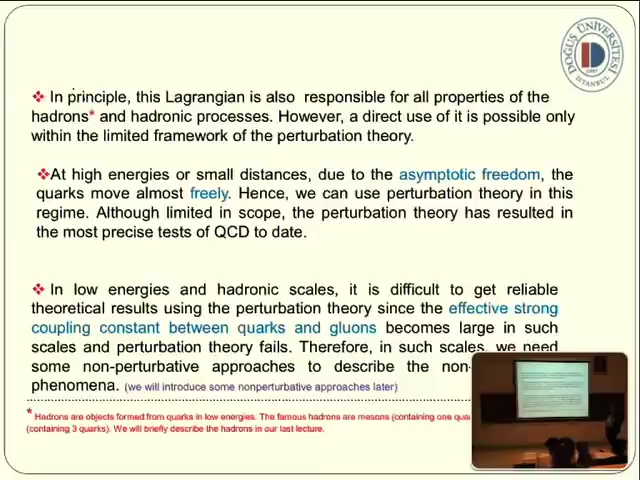 DOĞUŞ ÜNİVERSİTESİ
İSTANBUL
1997
❖ In principle, this Lagrangian is also responsible for all properties of the
hadrons* and hadronic processes. However, a direct use of it is possible only
within the limited framework of the perturbation theory.
❖At high energies or small distances, due to the asymptotic freedom, the
quarks move almost freely. Hence, we can use perturbation theory in this
regime. Although limited in scope, the perturbation theory has resulted in
the most precise tests of QCD to date.
❖ In low energies and hadronic scales, it is difficult to get reliable
theoretical results using the perturbation theory since the effective strong
coupling constant between quarks and gluons becomes large in such
scales and perturbation theory fails. Therefore, in such scales, we need
some non-perturbative approaches to describe the non-
phenomena. (we will introduce some nonperturbative approaches later)
* Hadrons are objects formed from quarks in low energies. The famous hadrons are mesons (containing one
(containing 3 quarks). We will briefly describe the hadrons in our last lecture.